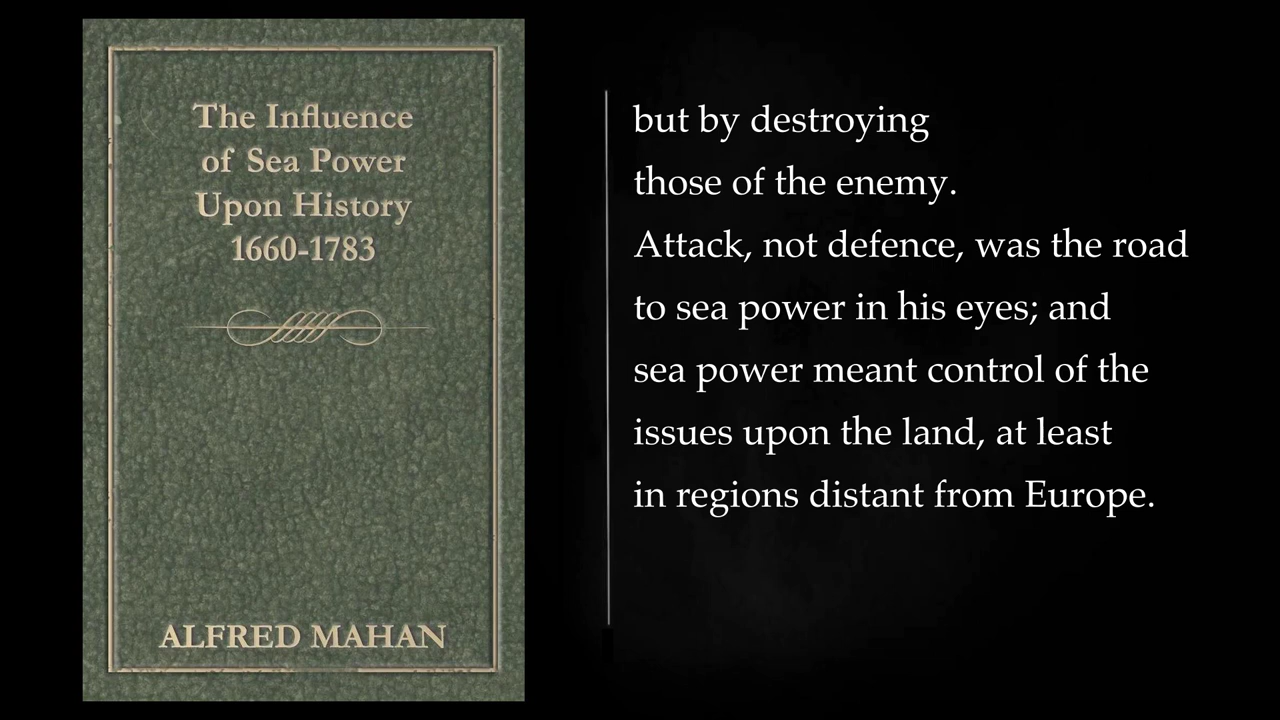 The Influence
of Sea Power
Upon History
1660-1783
ALFRED MAHAN
but by destroying
those of the enemy.
Attack, not defence, was the road
to sea power in his eyes; and
sea power meant control of the
issues upon the land, at least
in regions distant from Europe.